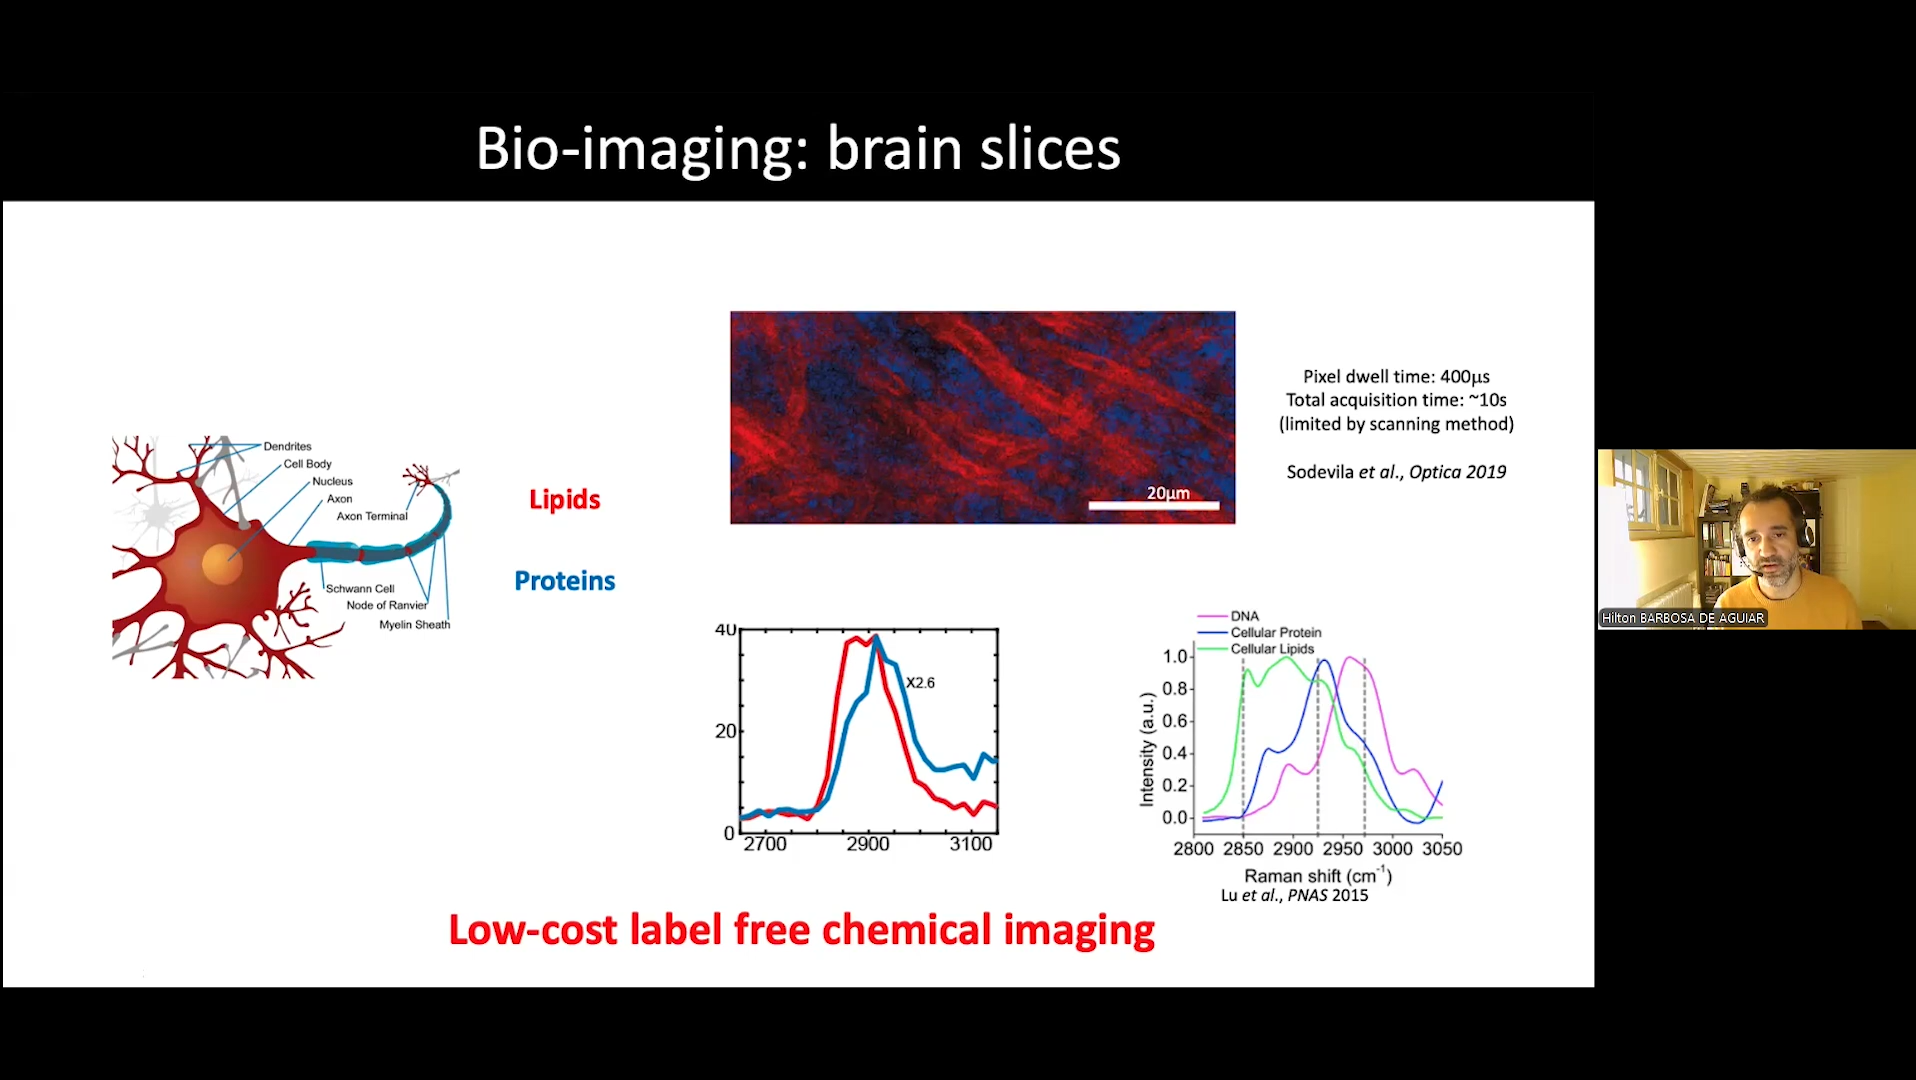 Bio-imaging: brain slices
Dendrites
Cell Body
Nucleus
Axon
Axon Terminal
Schwann Cell
Node of Ranvier
Myelin Sheath
Lipids
Proteins
20µm
Pixel dwell time: 400µs
Total acquisition time: ~10s
(limited by scanning method)
Sodevila et al., Optica 2019
40
20
0
X2.6
2700 2900 3100
DNA
Cellular Protein
Cellular Lipids
1.0
0.8
0.6
0.4
0.2
0.0
Intensity (a.u.)
2800 2850 2900 2950 3000 3050
Raman shift (cm⁻¹)
Lu et al., PNAS 2015
Low-cost label free chemical imaging
Hilton BARBOSA DE AGUIAR